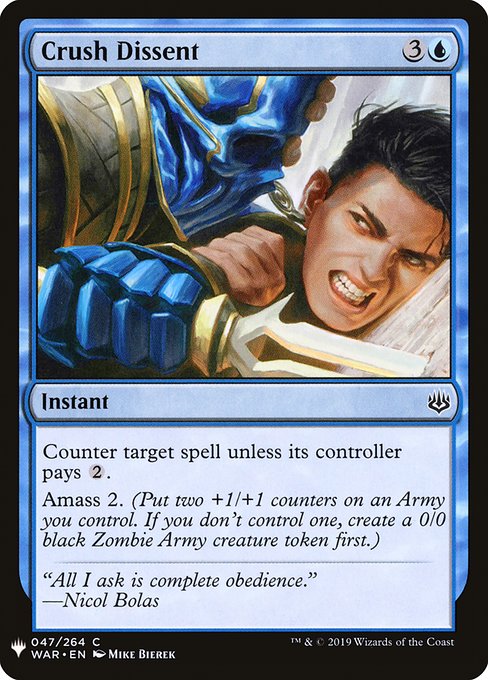 Crush Dissent 3
Instant
Counter target spell unless its controller
pays 2.
Amass 2. (Put two +1/+1 counters on an Army
you control. If you don't control one, create a 0/0
black Zombie Army creature token first.)
"All I ask is complete obedience."
—Nicol Bolas
047/264 C
WAR • EN Mike Bierek
™ & © 2019 Wizards of the Coast